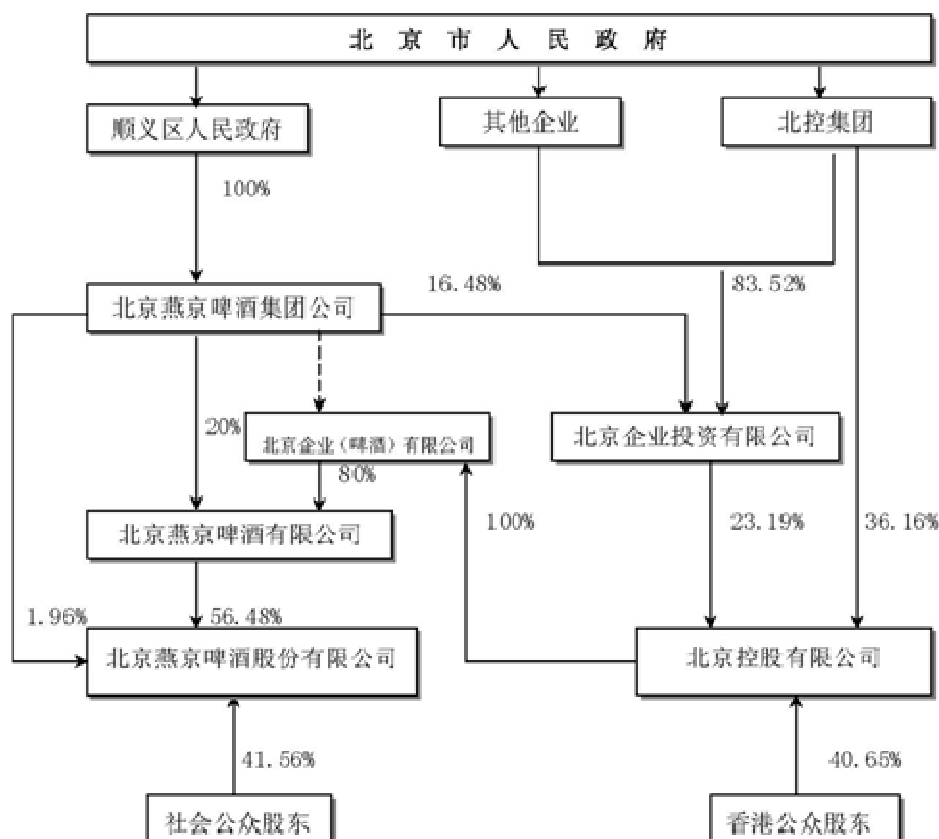 北京市人民政府
顺义区人民政府
其他企业
北控集团
100%
16.48%
83.52%
北京燕京啤酒集团公司
20%
北京企业(啤酒)有限公司
北京企业投资有限公司
80%
100%
23.19%
36.16%
北京燕京啤酒有限公司
1.96%
56.48%
北京燕京啤酒股份有限公司
北京控股有限公司
41.56%
40.65%
社会公众股东
香港公众股东